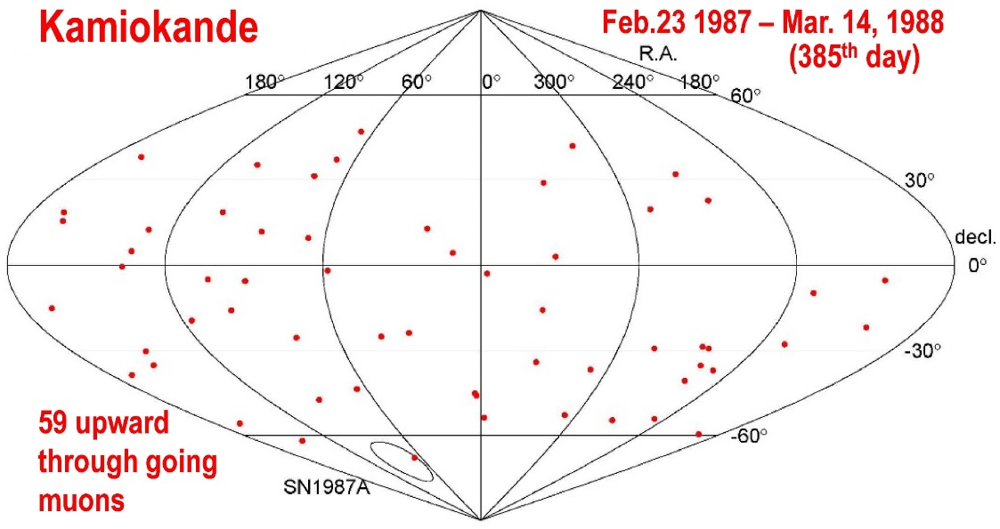 Kamiokande
Feb.23 1987 – Mar. 14, 1988
(385th day)
R.A.
180° 120° 60° 0° 300° 240° 180°
60°
30°
decl.
0°
-30°
-60°
59 upward
through going
muons
SN1987A